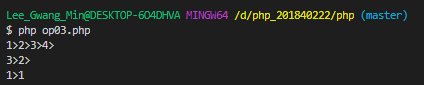 Lee_Gwang_Min@DESKTOP-6O4DHVA MINGW64 /d/php_201840222/php (master)
$ php op03.php
1>2>3>4>
3>2>
1>1